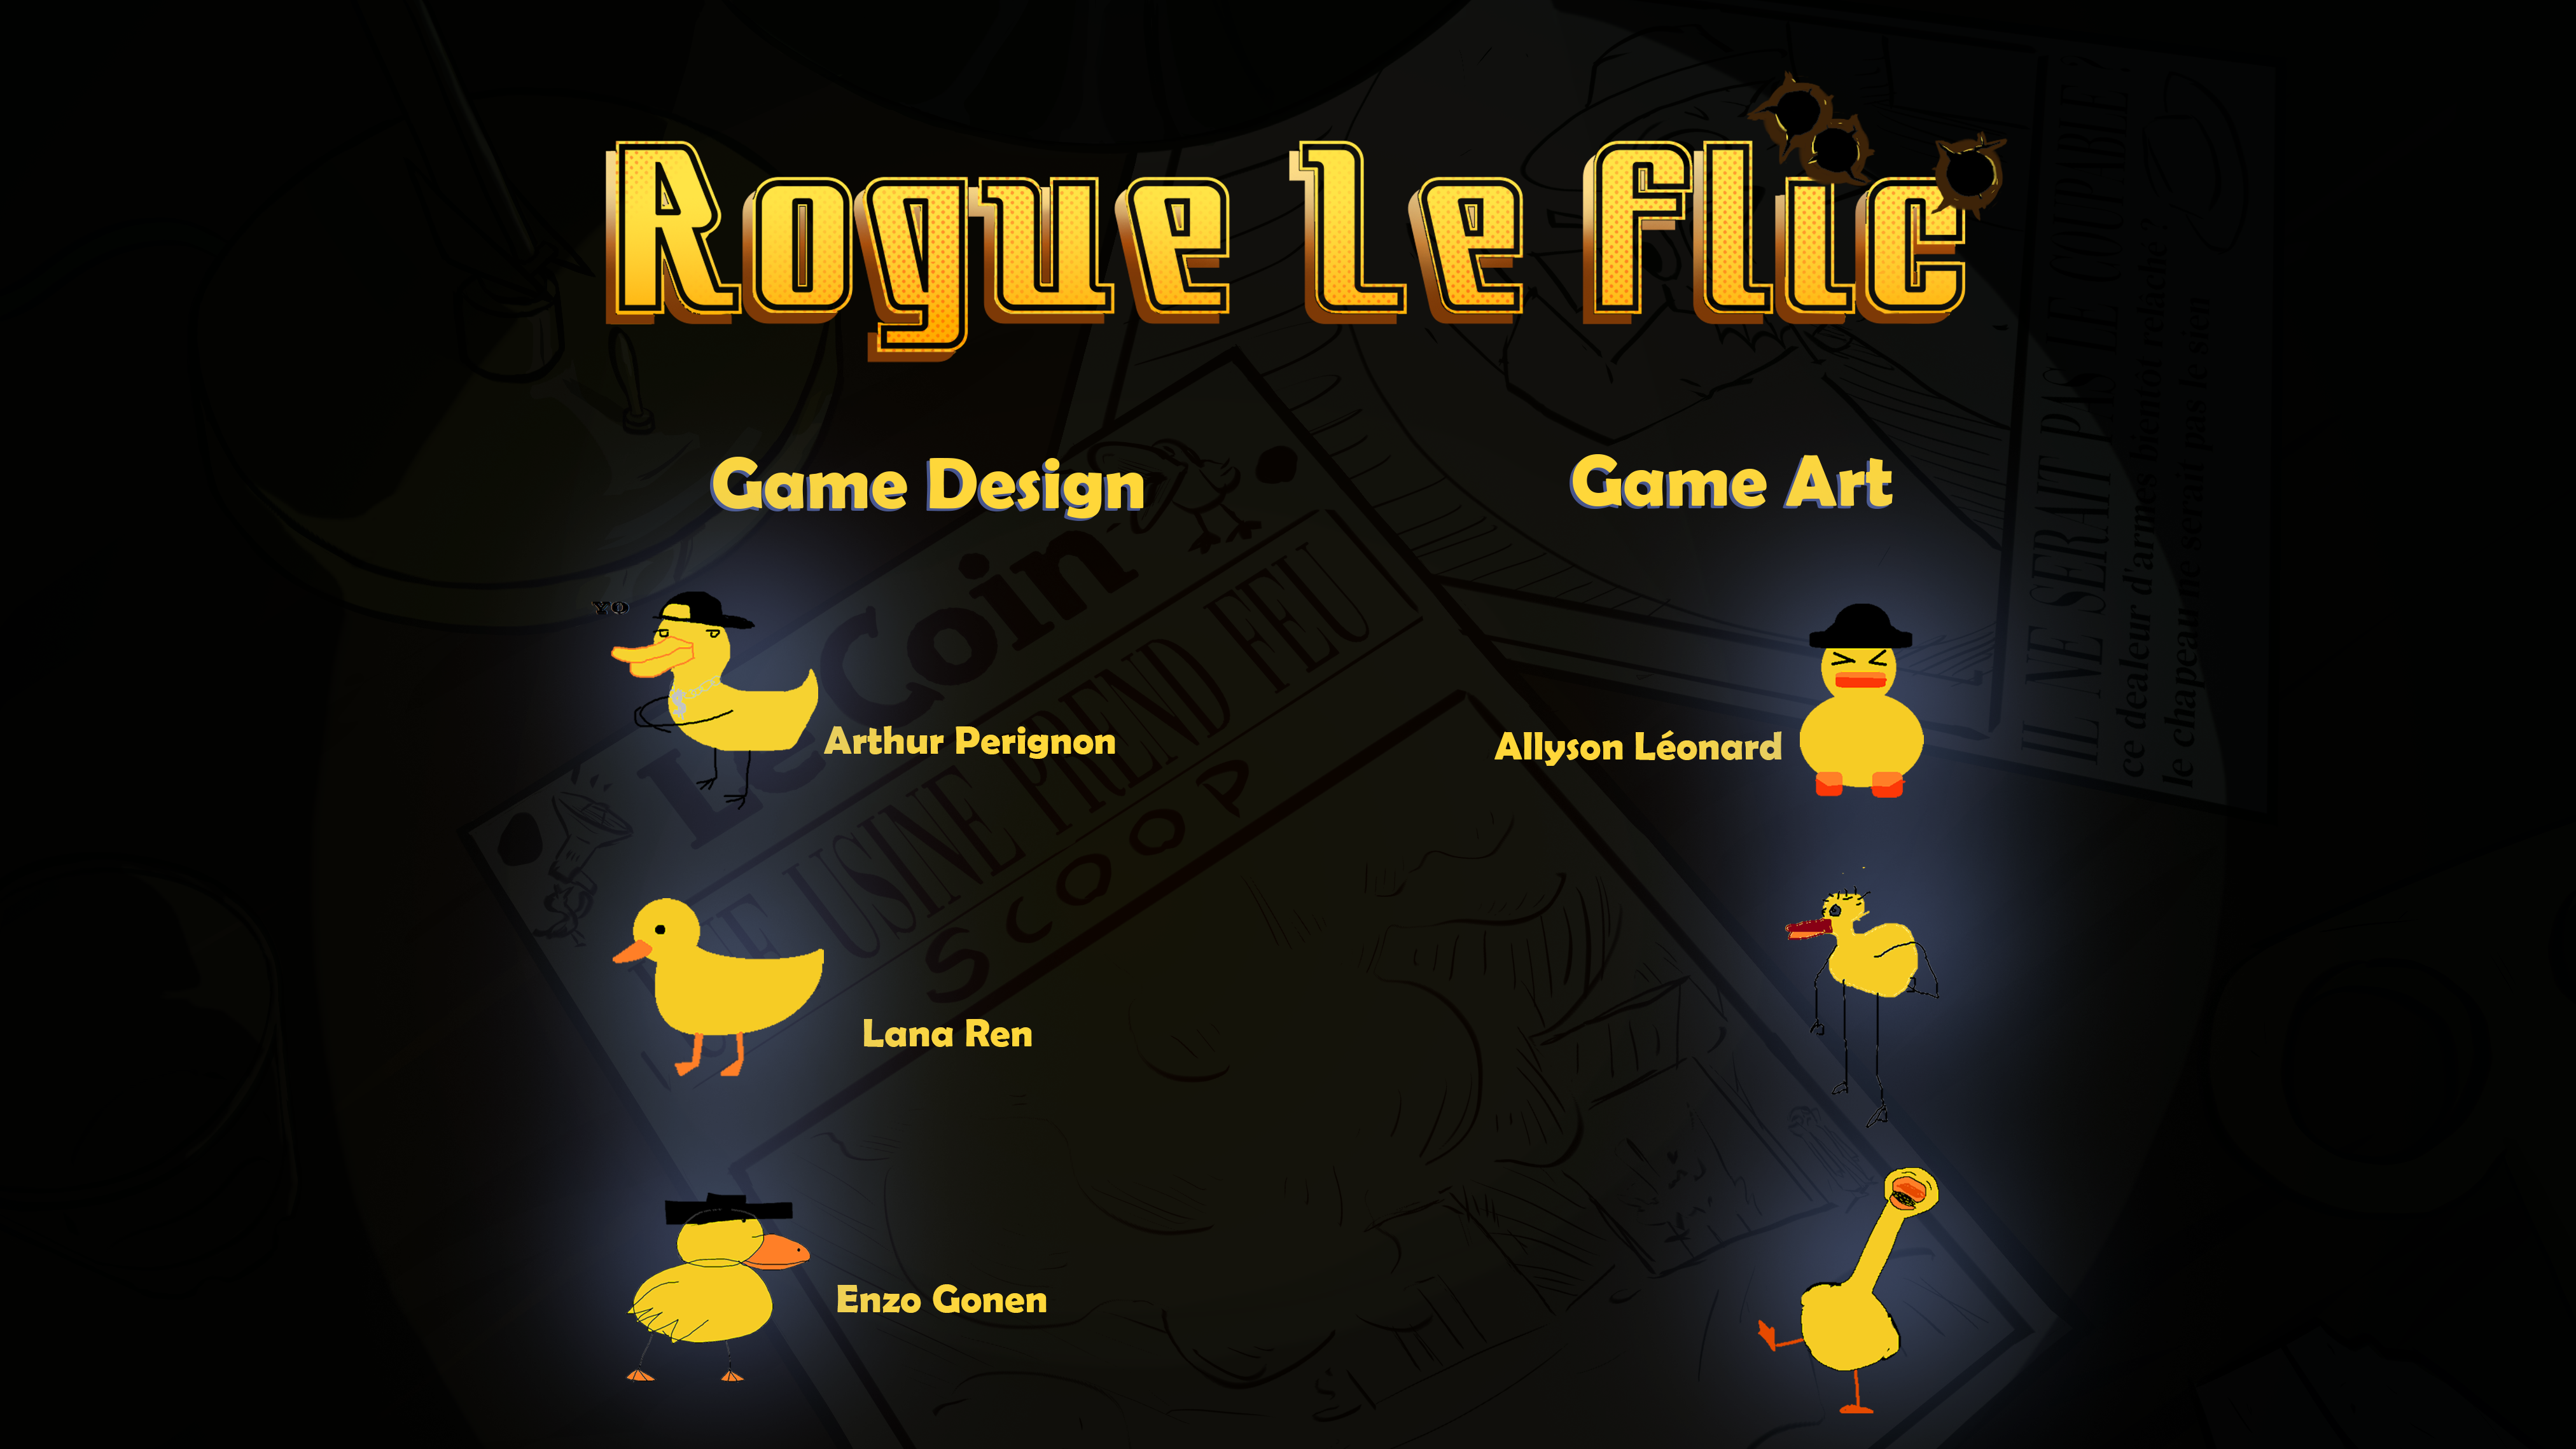 Rogue le flic
Game Design
Game Art
YO
$
Arthur Perignon
Allyson Léonard
Lana Ren
Enzo Gonen
Le Coin
USINE PREND FEU
SCOOP
IL NE SERAIT PAS LE COUPABLE ?
ce dealer d'armes bientôt relaché ?
le chapeau ne serait pas le sien